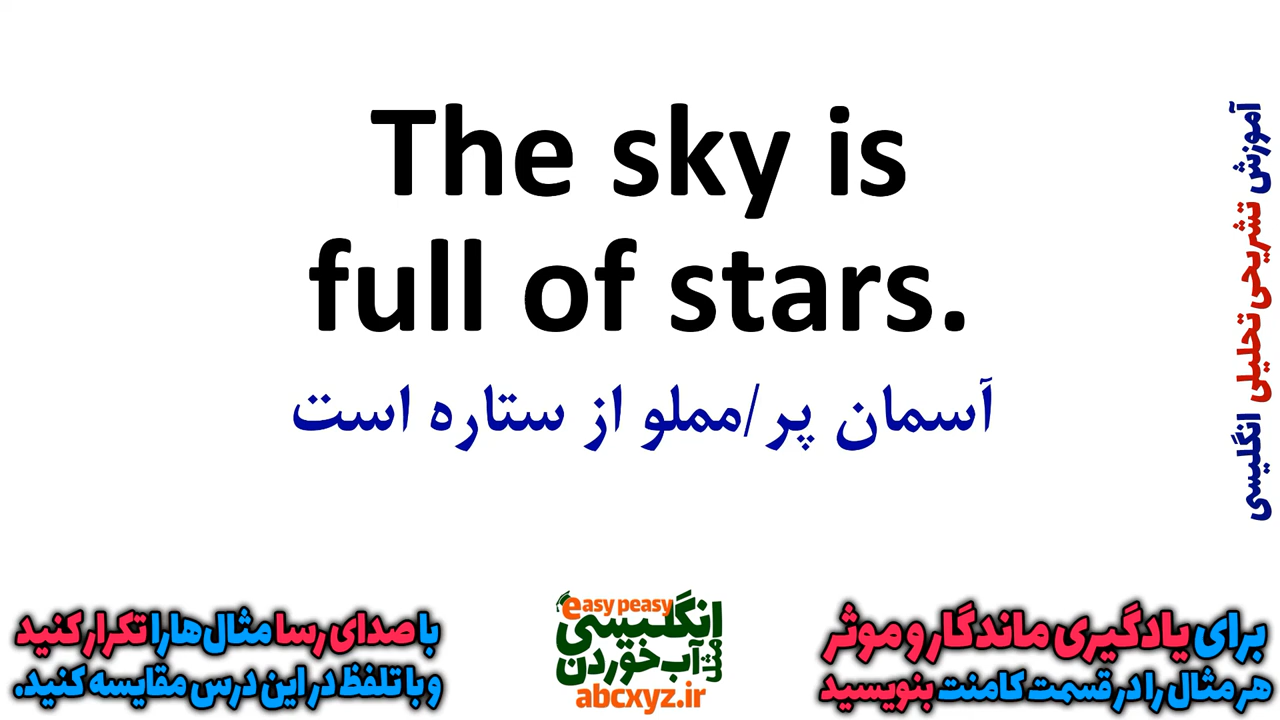 The sky is
full of stars.
آسمان پر/مملو از ستاره است
آموزش تشریحی تحلیلی انگلیسی
برای یادگیری ماندگار و موثر
هر مثال را در قسمت کامنت بنویسید
easy peasy
انگلیسی
مثل آب خوردن
abcxyz.ir
با صدای رسا مثال‌ها را تکرار کنید
و با تلفظ در این درس مقایسه کنید.